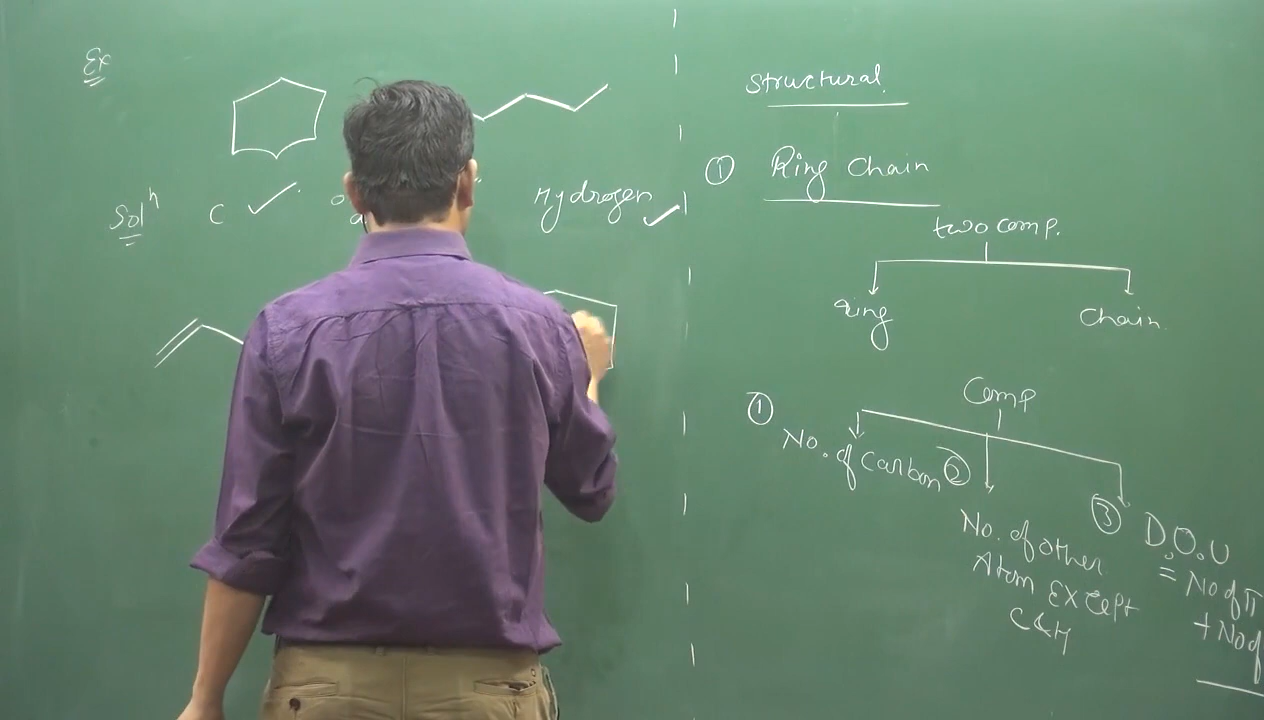 Ex
Sol^n C ✓ Hydrogen ✓
Structural.
① Ring Chain
two comp.
Ring Chain.
Comp
① No. of Carbon
② No. of other
Atom Except
C & H
③ D.O.U
= No of π
+ No of